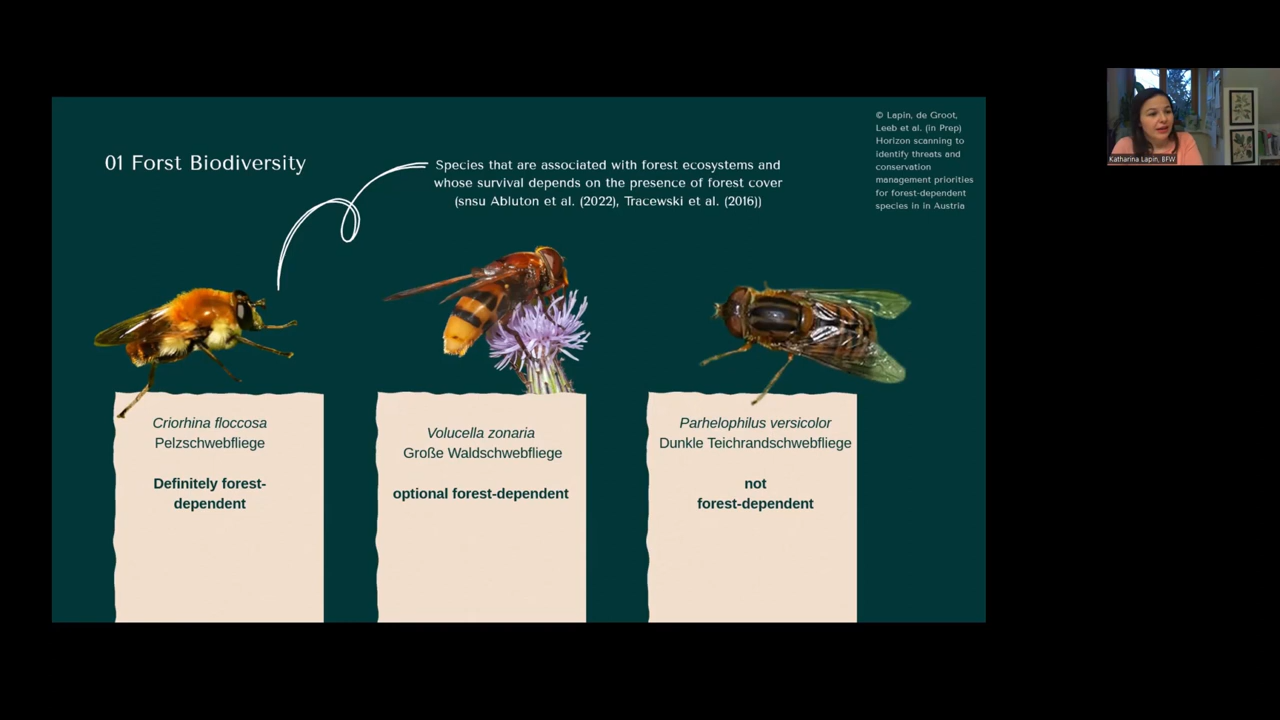 01 Forst Biodiversity
Species that are associated with forest ecosystems and
whose survival depends on the presence of forest cover
(snsu Abluton et al. (2022), Tracewski et al. (2016))
© Lapin, de Groot,
Leeb et al. (in Prep)
Horizon scanning to
identify threats and
conservation
management priorities
for forest-dependent
species in in Austria
Katharina Lapin, BFW
Criorhina floccosa
Pelzschwebfliege
Definitely forest-
dependent
Volucella zonaria
Große Waldschwebfliege
optional forest-dependent
Parhelophilus versicolor
Dunkle Teichrandschwebfliege
not
forest-dependent